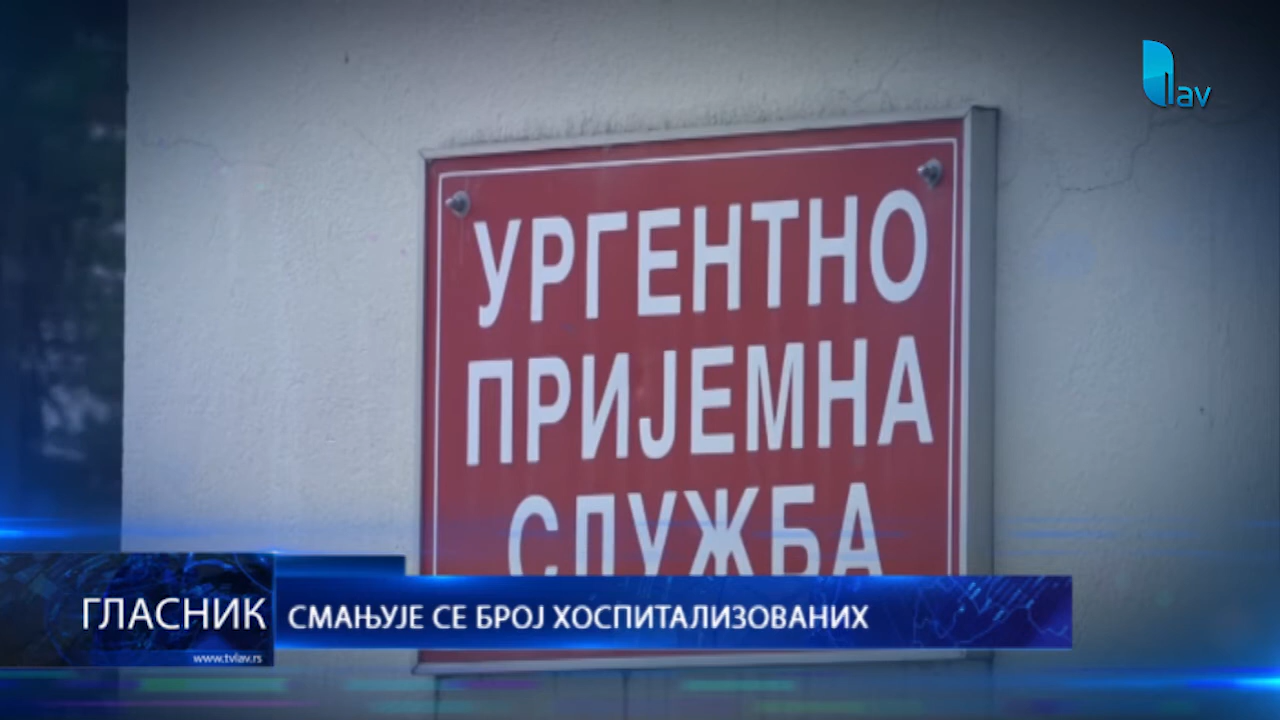 lav
УРГЕНТНО
ПРИЈЕМНА
СЛУЖБА
ГЛАСНИК
СМАЊУЈЕ СЕ БРОЈ ХОСПИТАЛИЗОВАНИХ
www.tvlav.rs